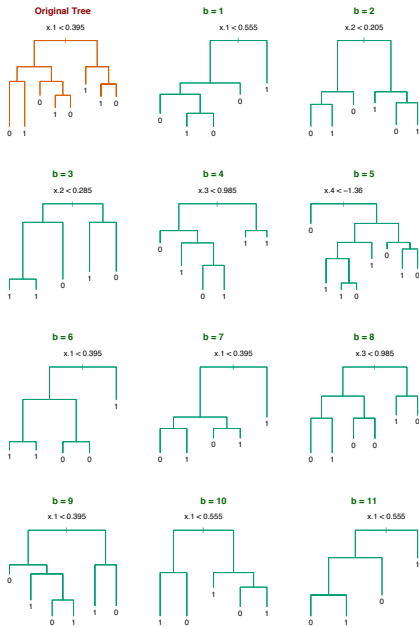 Original Tree b = 1 b = 2
x.1 < 0.395 x.1 < 0.555 x.2 < 0.205
0 1 0 1 0 1 1 0
0 1 0 0 1
0 1 0 1 0 1
b = 3 b = 4 b = 5
x.2 < 0.285 x.3 < 0.985 x.4 < −1.36
1 1 0 1 0
0 1 0 1 1 1
0 1 1 1 0 0 1 0
b = 6 b = 7 b = 8
x.1 < 0.395 x.1 < 0.395 x.3 < 0.985
1 1 0 0 1
0 1 0 1 1
0 1 0 0 1 0
b = 9 b = 10 b = 11
x.1 < 0.395 x.1 < 0.555 x.1 < 0.555
0 1 0 1 1 0
1 0 1 0 1
0 1 0 1